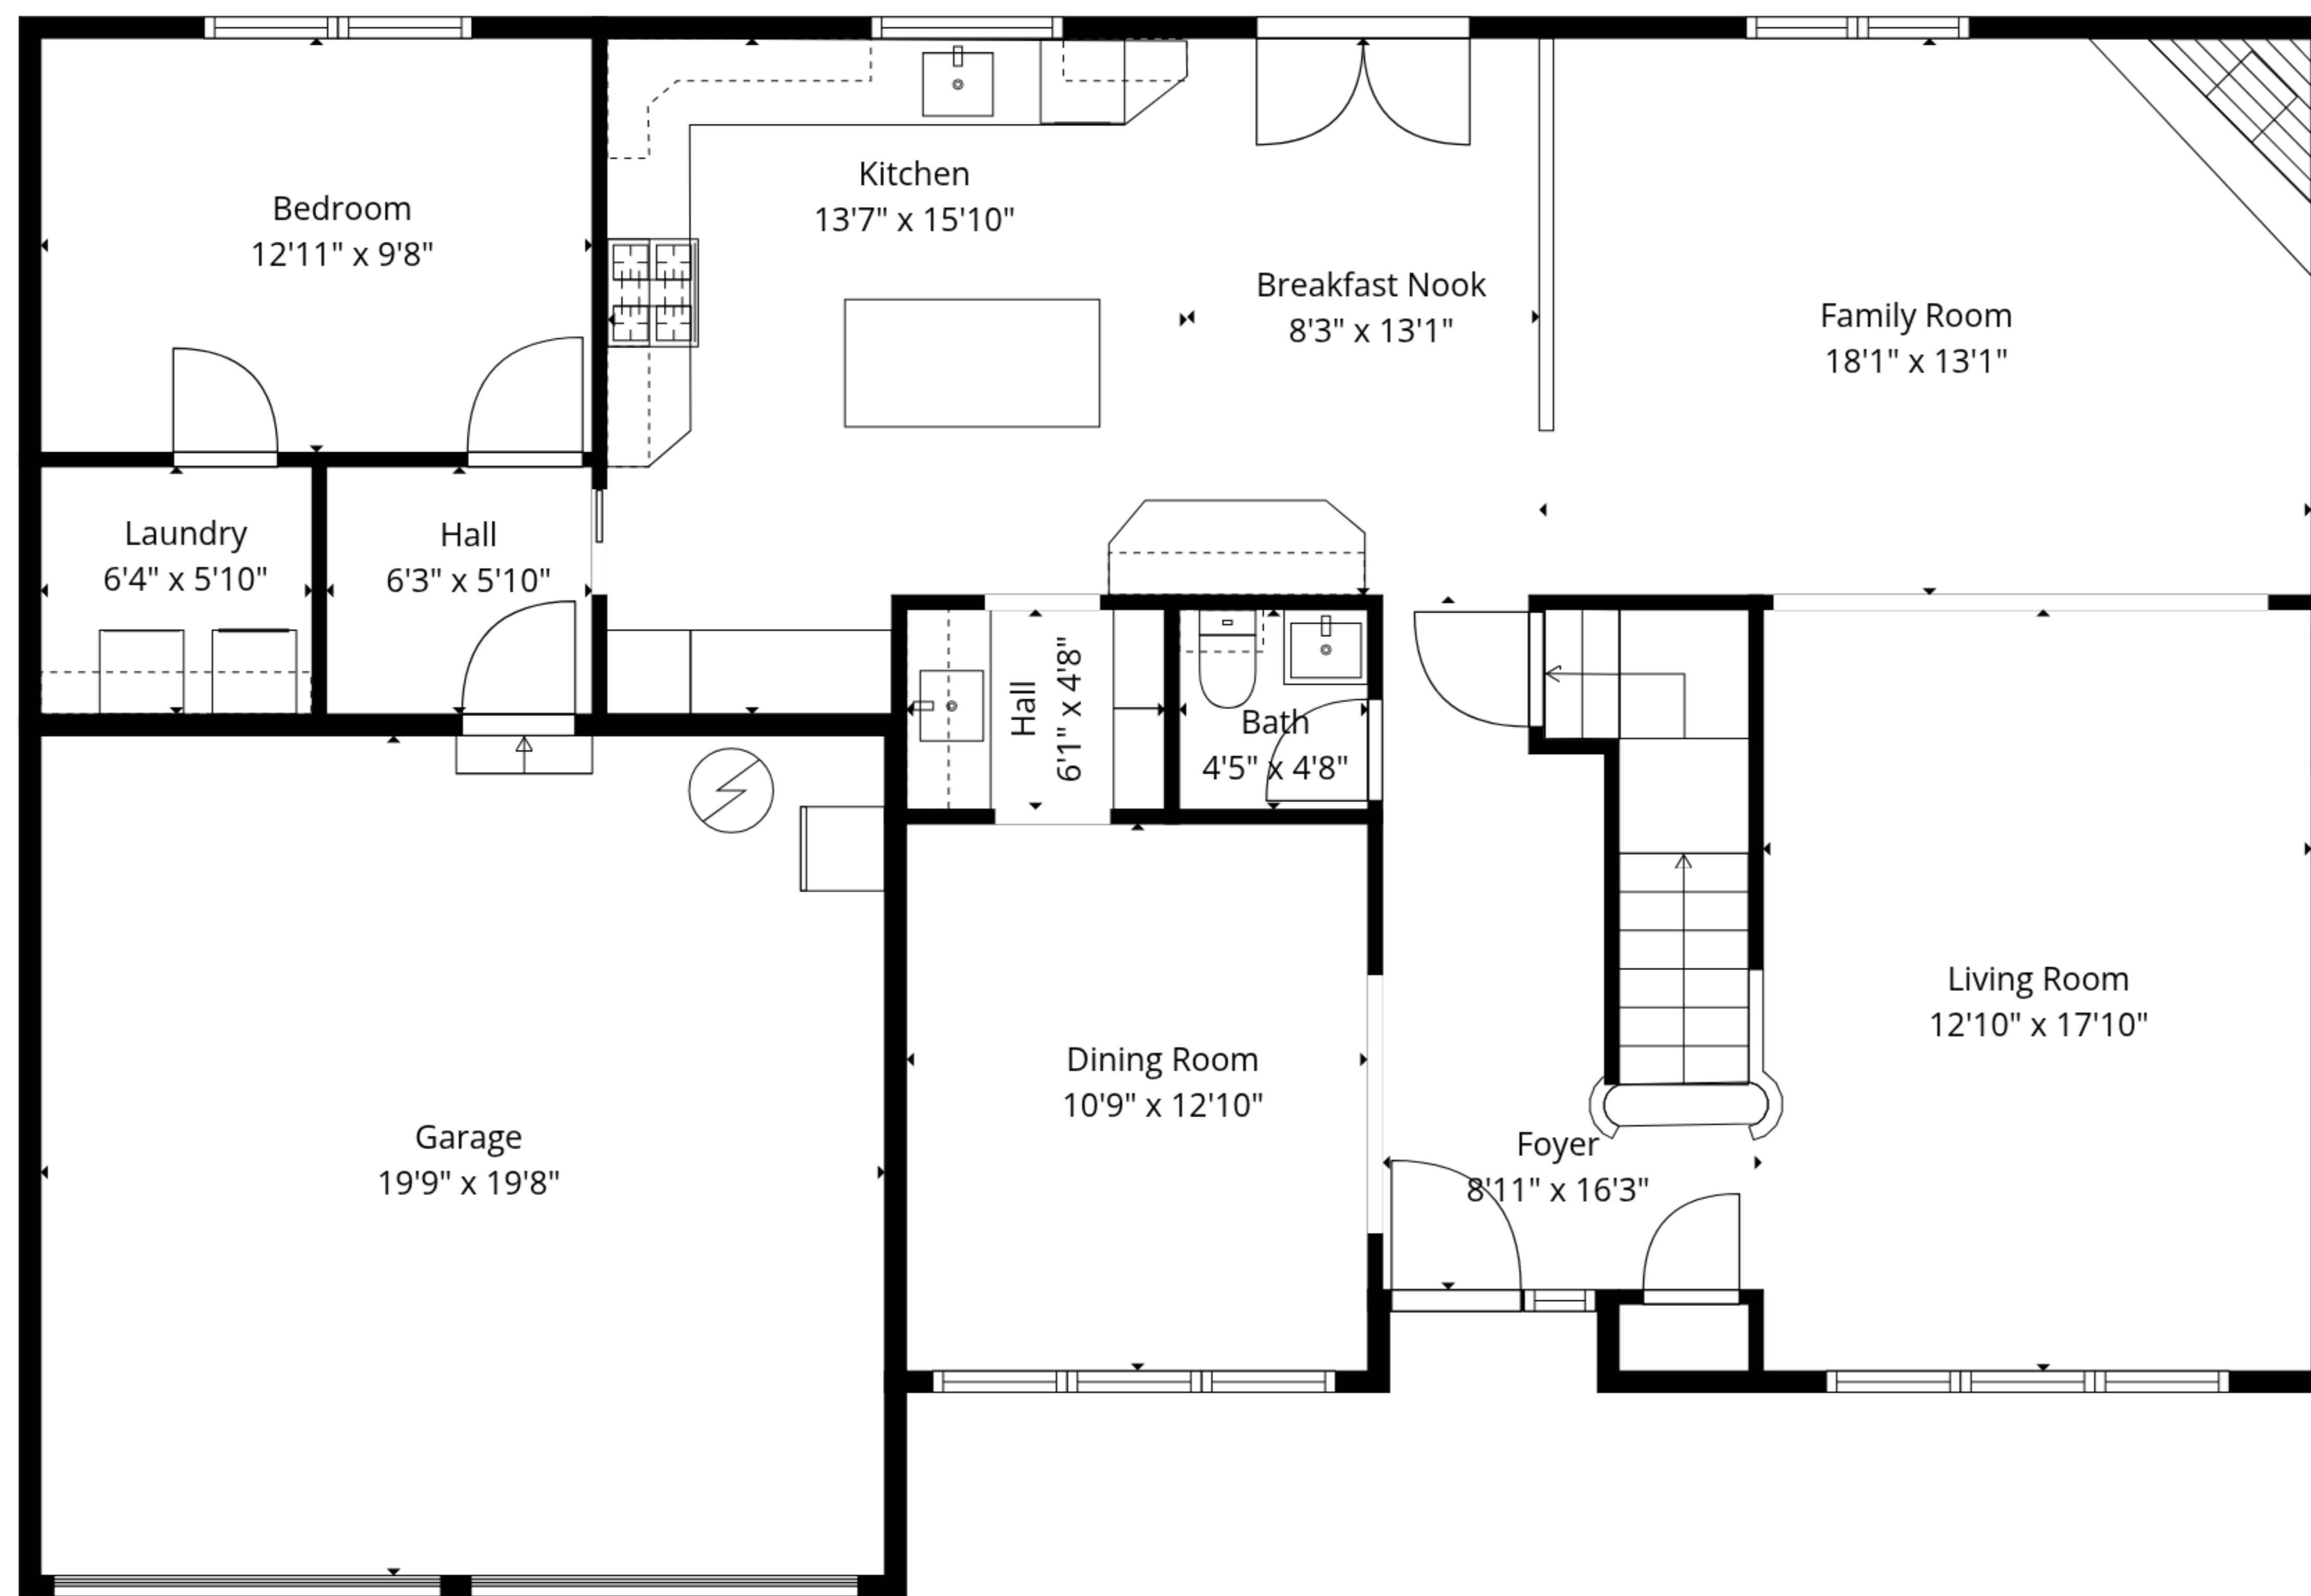 Bedroom
12'11" x 9'8"
Kitchen
13'7" x 15'10"
Breakfast Nook
8'3" x 13'1"
Family Room
18'1" x 13'1"
Laundry
6'4" x 5'10"
Hall
6'3" x 5'10"
Hall
6'1" x 4'8"
Bath
4'5" x 4'8"
Living Room
12'10" x 17'10"
Dining Room
10'9" x 12'10"
Garage
19'9" x 19'8"
Foyer
8'11" x 16'3"